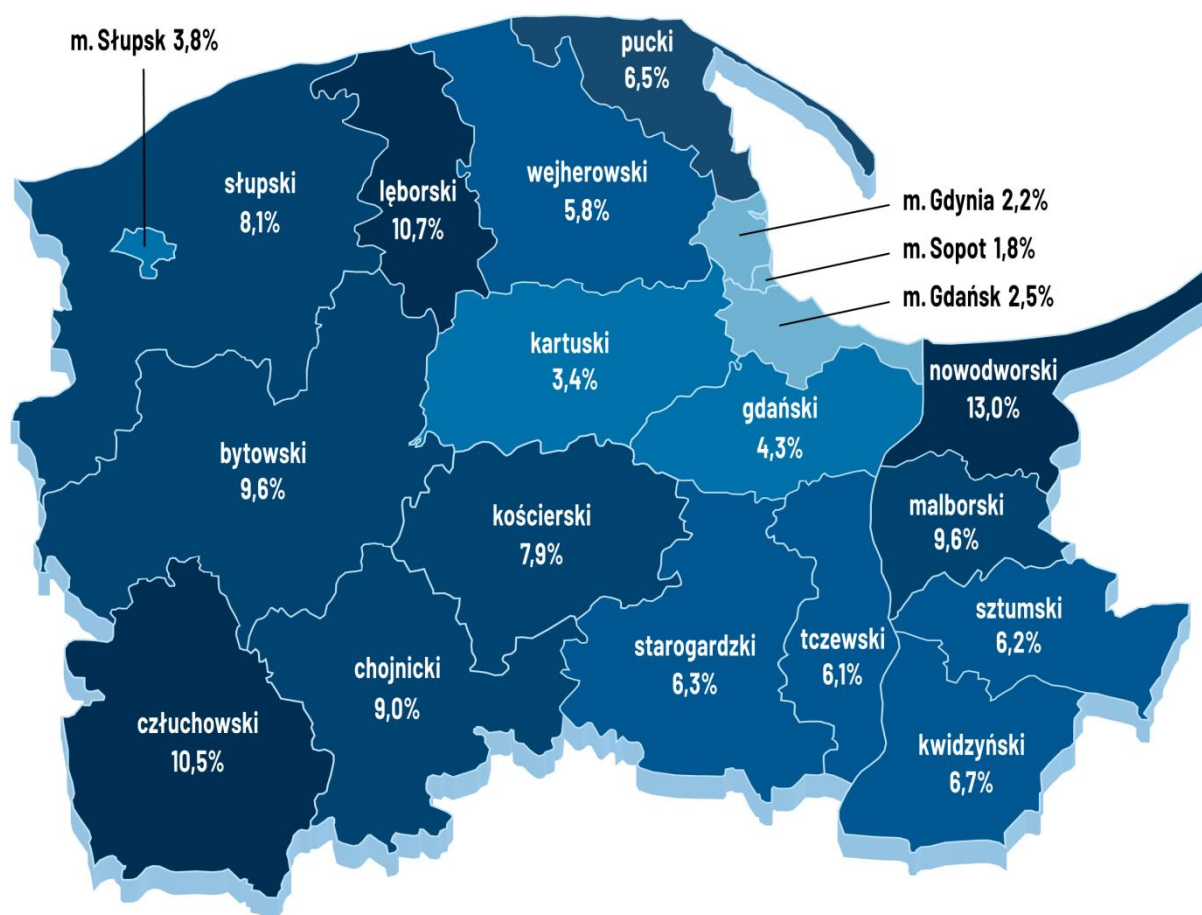 m. Słupsk 3,8%
pucki
6,5%
słupski
8,1%
lęborski
10,7%
wejherowski
5,8%
m. Gdynia 2,2%
m. Sopot 1,8%
m. Gdańsk 2,5%
kartuski
3,4%
nowodworski
13,0%
gdański
4,3%
bytowski
9,6%
kościerski
7,9%
malborski
9,6%
sztumski
6,2%
starogardzki
6,3%
tczewski
6,1%
chojnicki
9,0%
człuchowski
10,5%
kwidzyński
6,7%